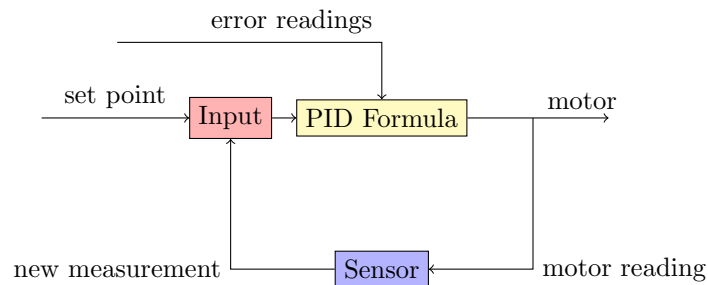 error readings
set point
Input
PID Formula
motor
new measurement
Sensor
motor reading